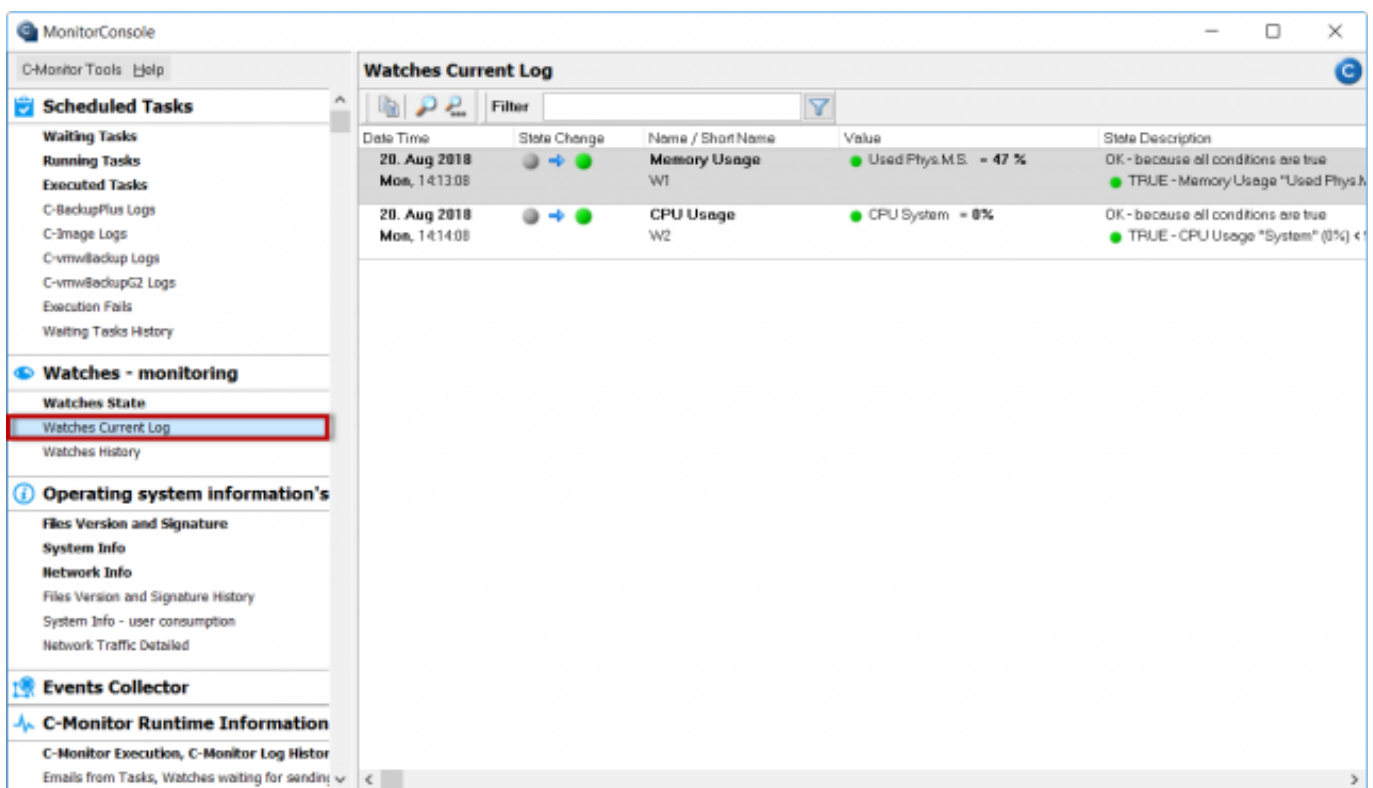 MonitorConsole
C-Monitor Tools Help
Scheduled Tasks
Waiting Tasks
Running Tasks
Executed Tasks
C-BackupPlus Logs
C-Image Logs
C-vmwBackup Logs
C-vmwBackupG2 Logs
Execution Fails
Waiting Tasks History
Watches - monitoring
Watches State
Watches Current Log
Watches History
Operating system information's
Files Version and Signature
System Info
Network Info
Files Version and Signature History
System Info - user consumption
Network Traffic Detailed
Events Collector
C-Monitor Runtime Information
C-Monitor Execution, C-Monitor Log Histor
Emails from Tasks, Watches waiting for sending
Watches Current Log
Filter
Date Time State Change Name / Short Name Value State Description
20. Aug 2018 Memory Usage Used Phys.M.S. = 47 % OK - because all conditions are true
Mon, 14:13:08 W1 TRUE - Memory Usage "Used Phys.M
20. Aug 2018 CPU Usage CPU System = 0% OK - because all conditions are true
Mon, 14:14:08 W2 TRUE - CPU Usage "System" (0%) <